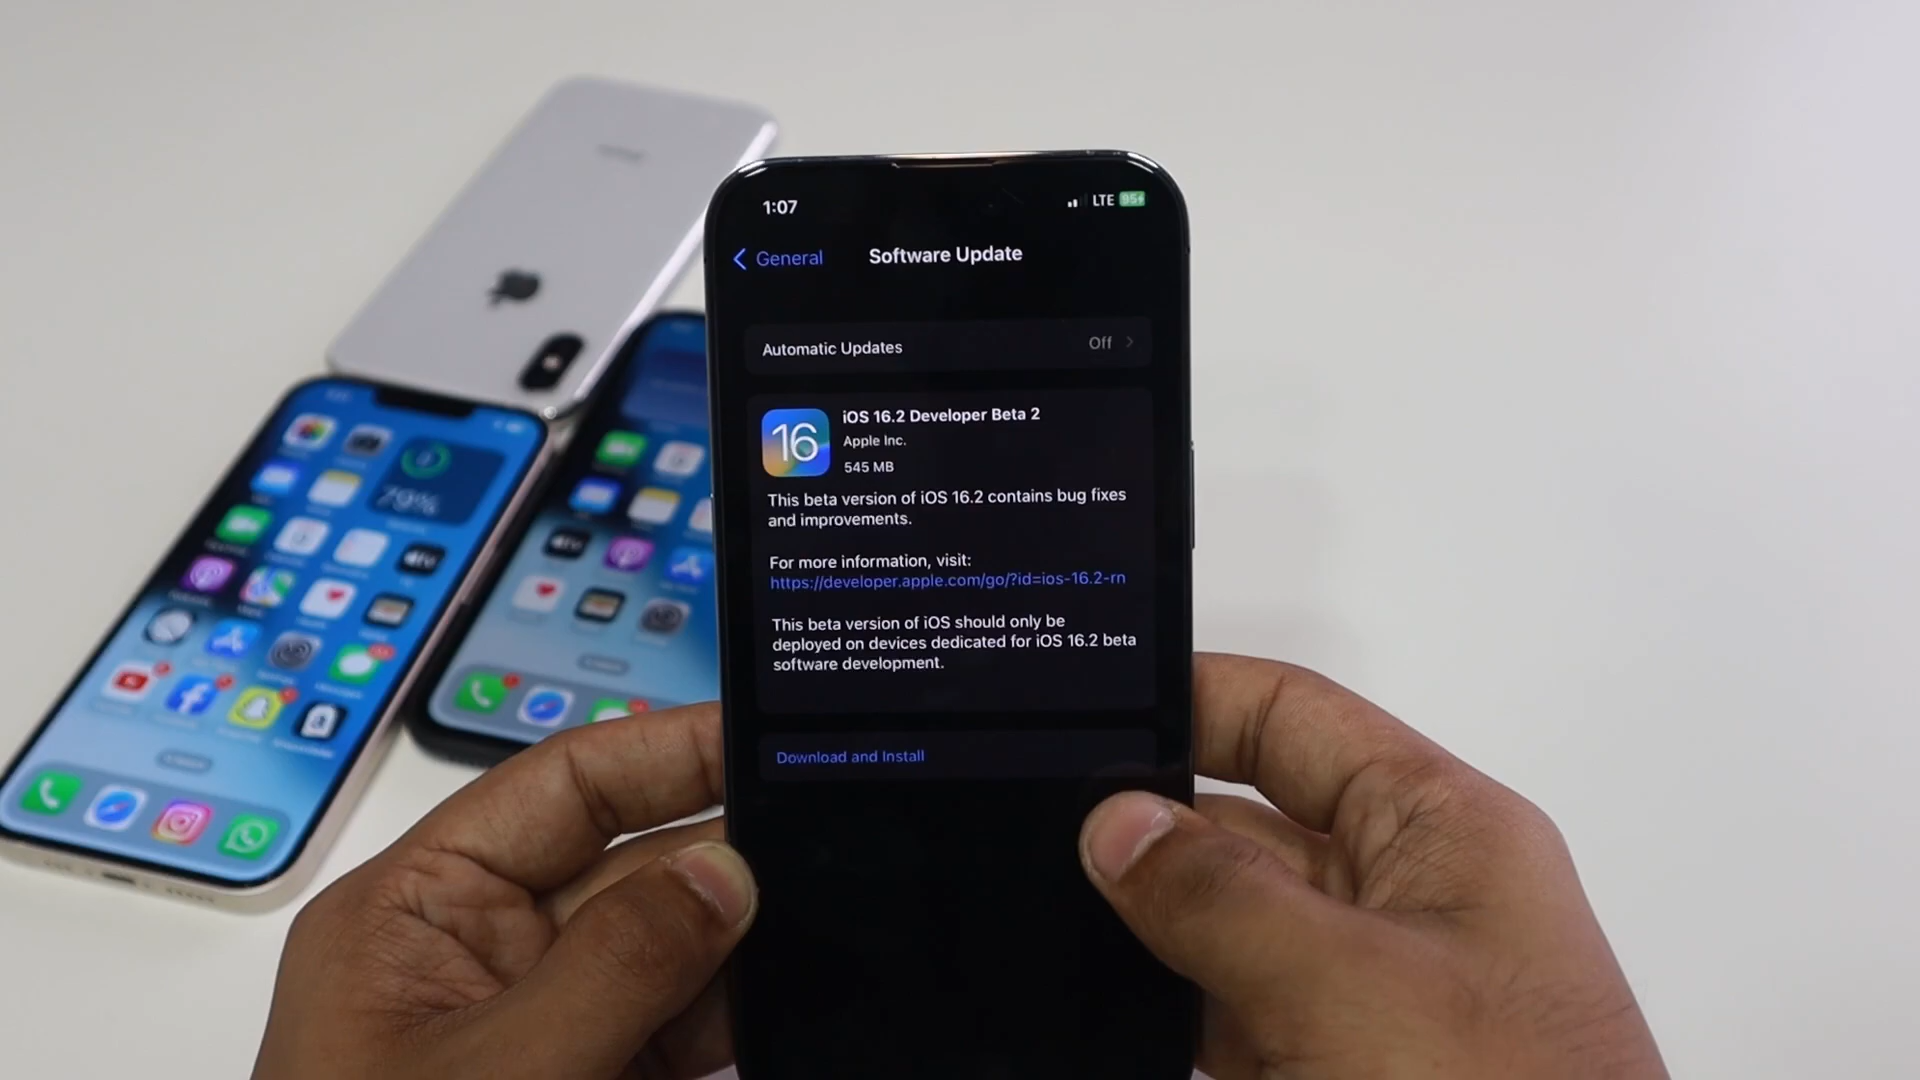 1:07
LTE 95
General
Software Update
Automatic Updates
Off
16
iOS 16.2 Developer Beta 2
Apple Inc.
545 MB
This beta version of iOS 16.2 contains bug fixes
and improvements.
For more information, visit:
https://developer.apple.com/go/?id=ios-16.2-rn
This beta version of iOS should only be
deployed on devices dedicated for iOS 16.2 beta
software development.
Download and Install
79%